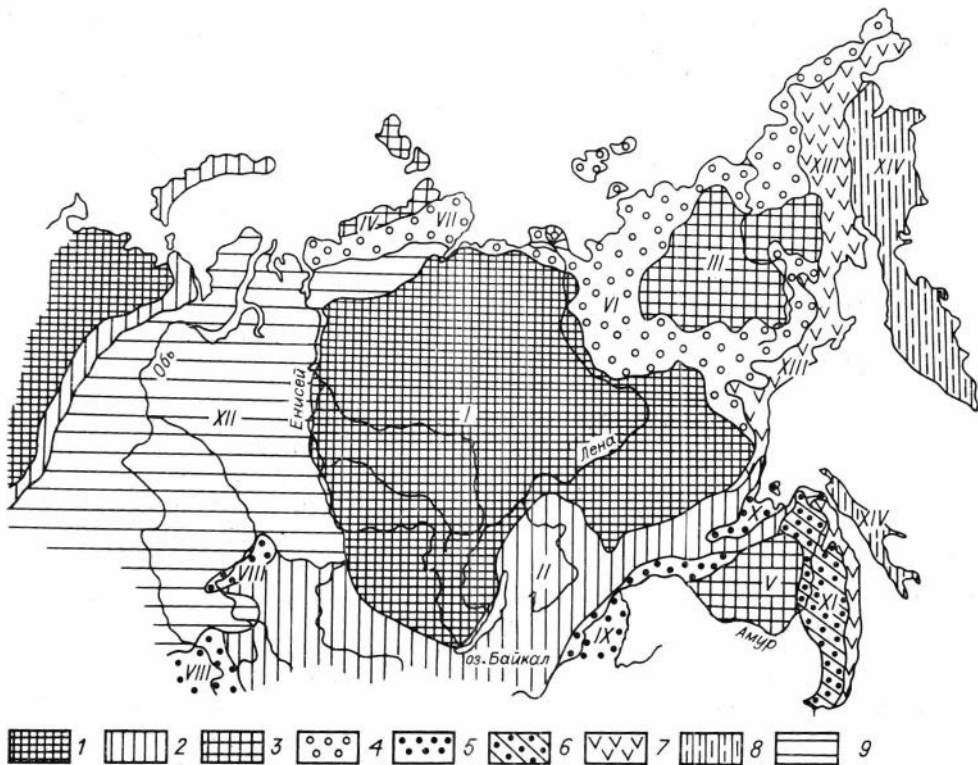 XIII
XIV
IV
VII
III
VI
Обь
Енисей
XIII
XII
I
Лена
X
XIV
VIII
II
V
XI
IX
Амур
оз. Байкал
VIII
1 2 3 4 5 6 7 8 9